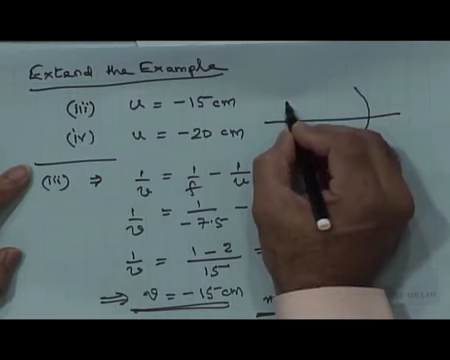 Extend the Example
(iii) u = -15 cm
(iv) u = -20 cm
(iii) ⇒ 1/v = 1/f - 1/u
1/v = 1/-7.5 -
1/v = 1-2/15 =
⇒ v = -15 cm